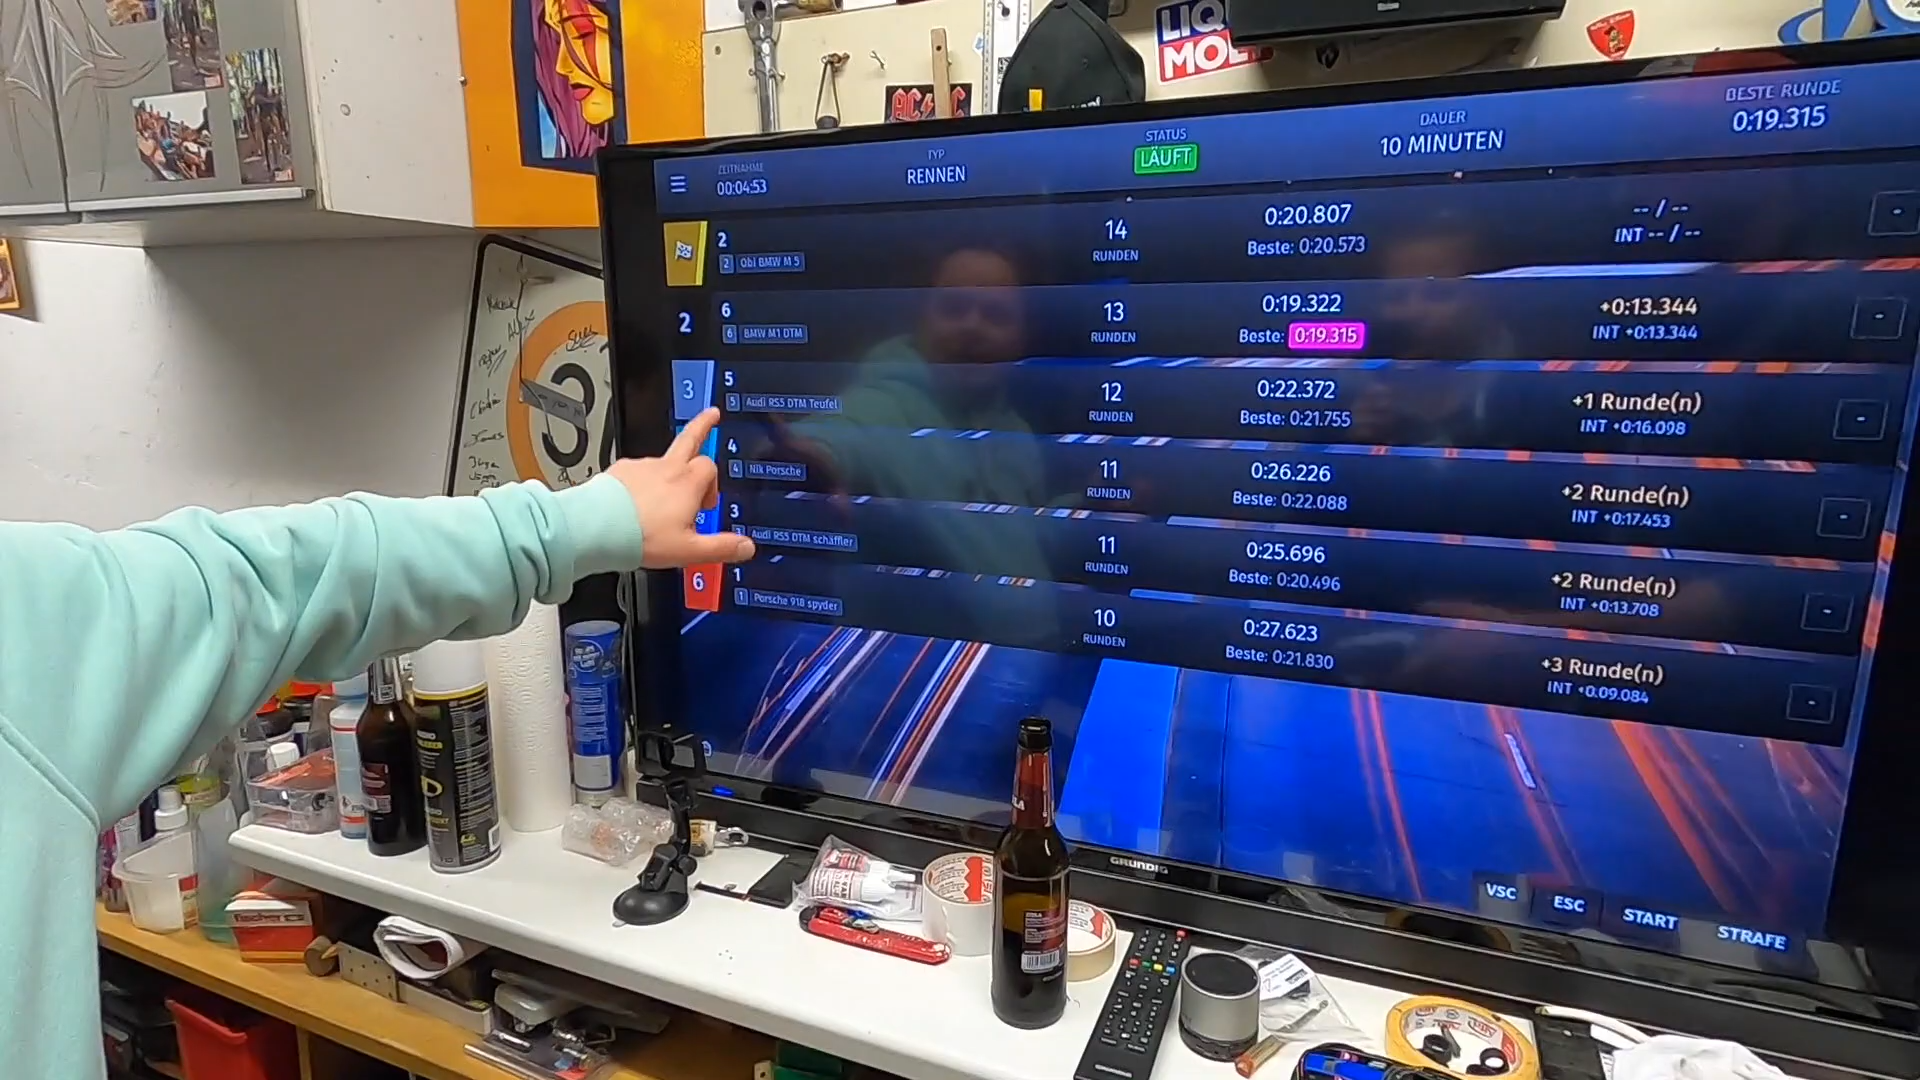 LIQUI
MOLY
AC DC
ZEITNAHME
00:04:53
TYP
RENNEN
STATUS
LÄUFT
DAUER
10 MINUTEN
BESTE RUNDE
0:19.315
2
2 Obi BMW M 5
14
RUNDEN
0:20.807
Beste: 0:20.573
-- / --
INT -- / --
2
6
6 BMW M1 DTM
13
RUNDEN
0:19.322
Beste: 0:19.315
+0:13.344
INT +0:13.344
3
5
5 Audi RS5 DTM Teufel
12
RUNDEN
0:22.372
Beste: 0:21.755
+1 Runde(n)
INT +0:16.098
4
4 Nik Porsche
11
RUNDEN
0:26.226
Beste: 0:22.088
+2 Runde(n)
INT +0:17.453
3
3 Audi RS5 DTM schäffler
11
RUNDEN
0:25.696
Beste: 0:20.496
+2 Runde(n)
INT +0:13.708
6
1
1 Porsche 918 spyder
10
RUNDEN
0:27.623
Beste: 0:21.830
+3 Runde(n)
INT +0:09.084
VSC
ESC
START
STRAFE
GRUNDIG
fischer